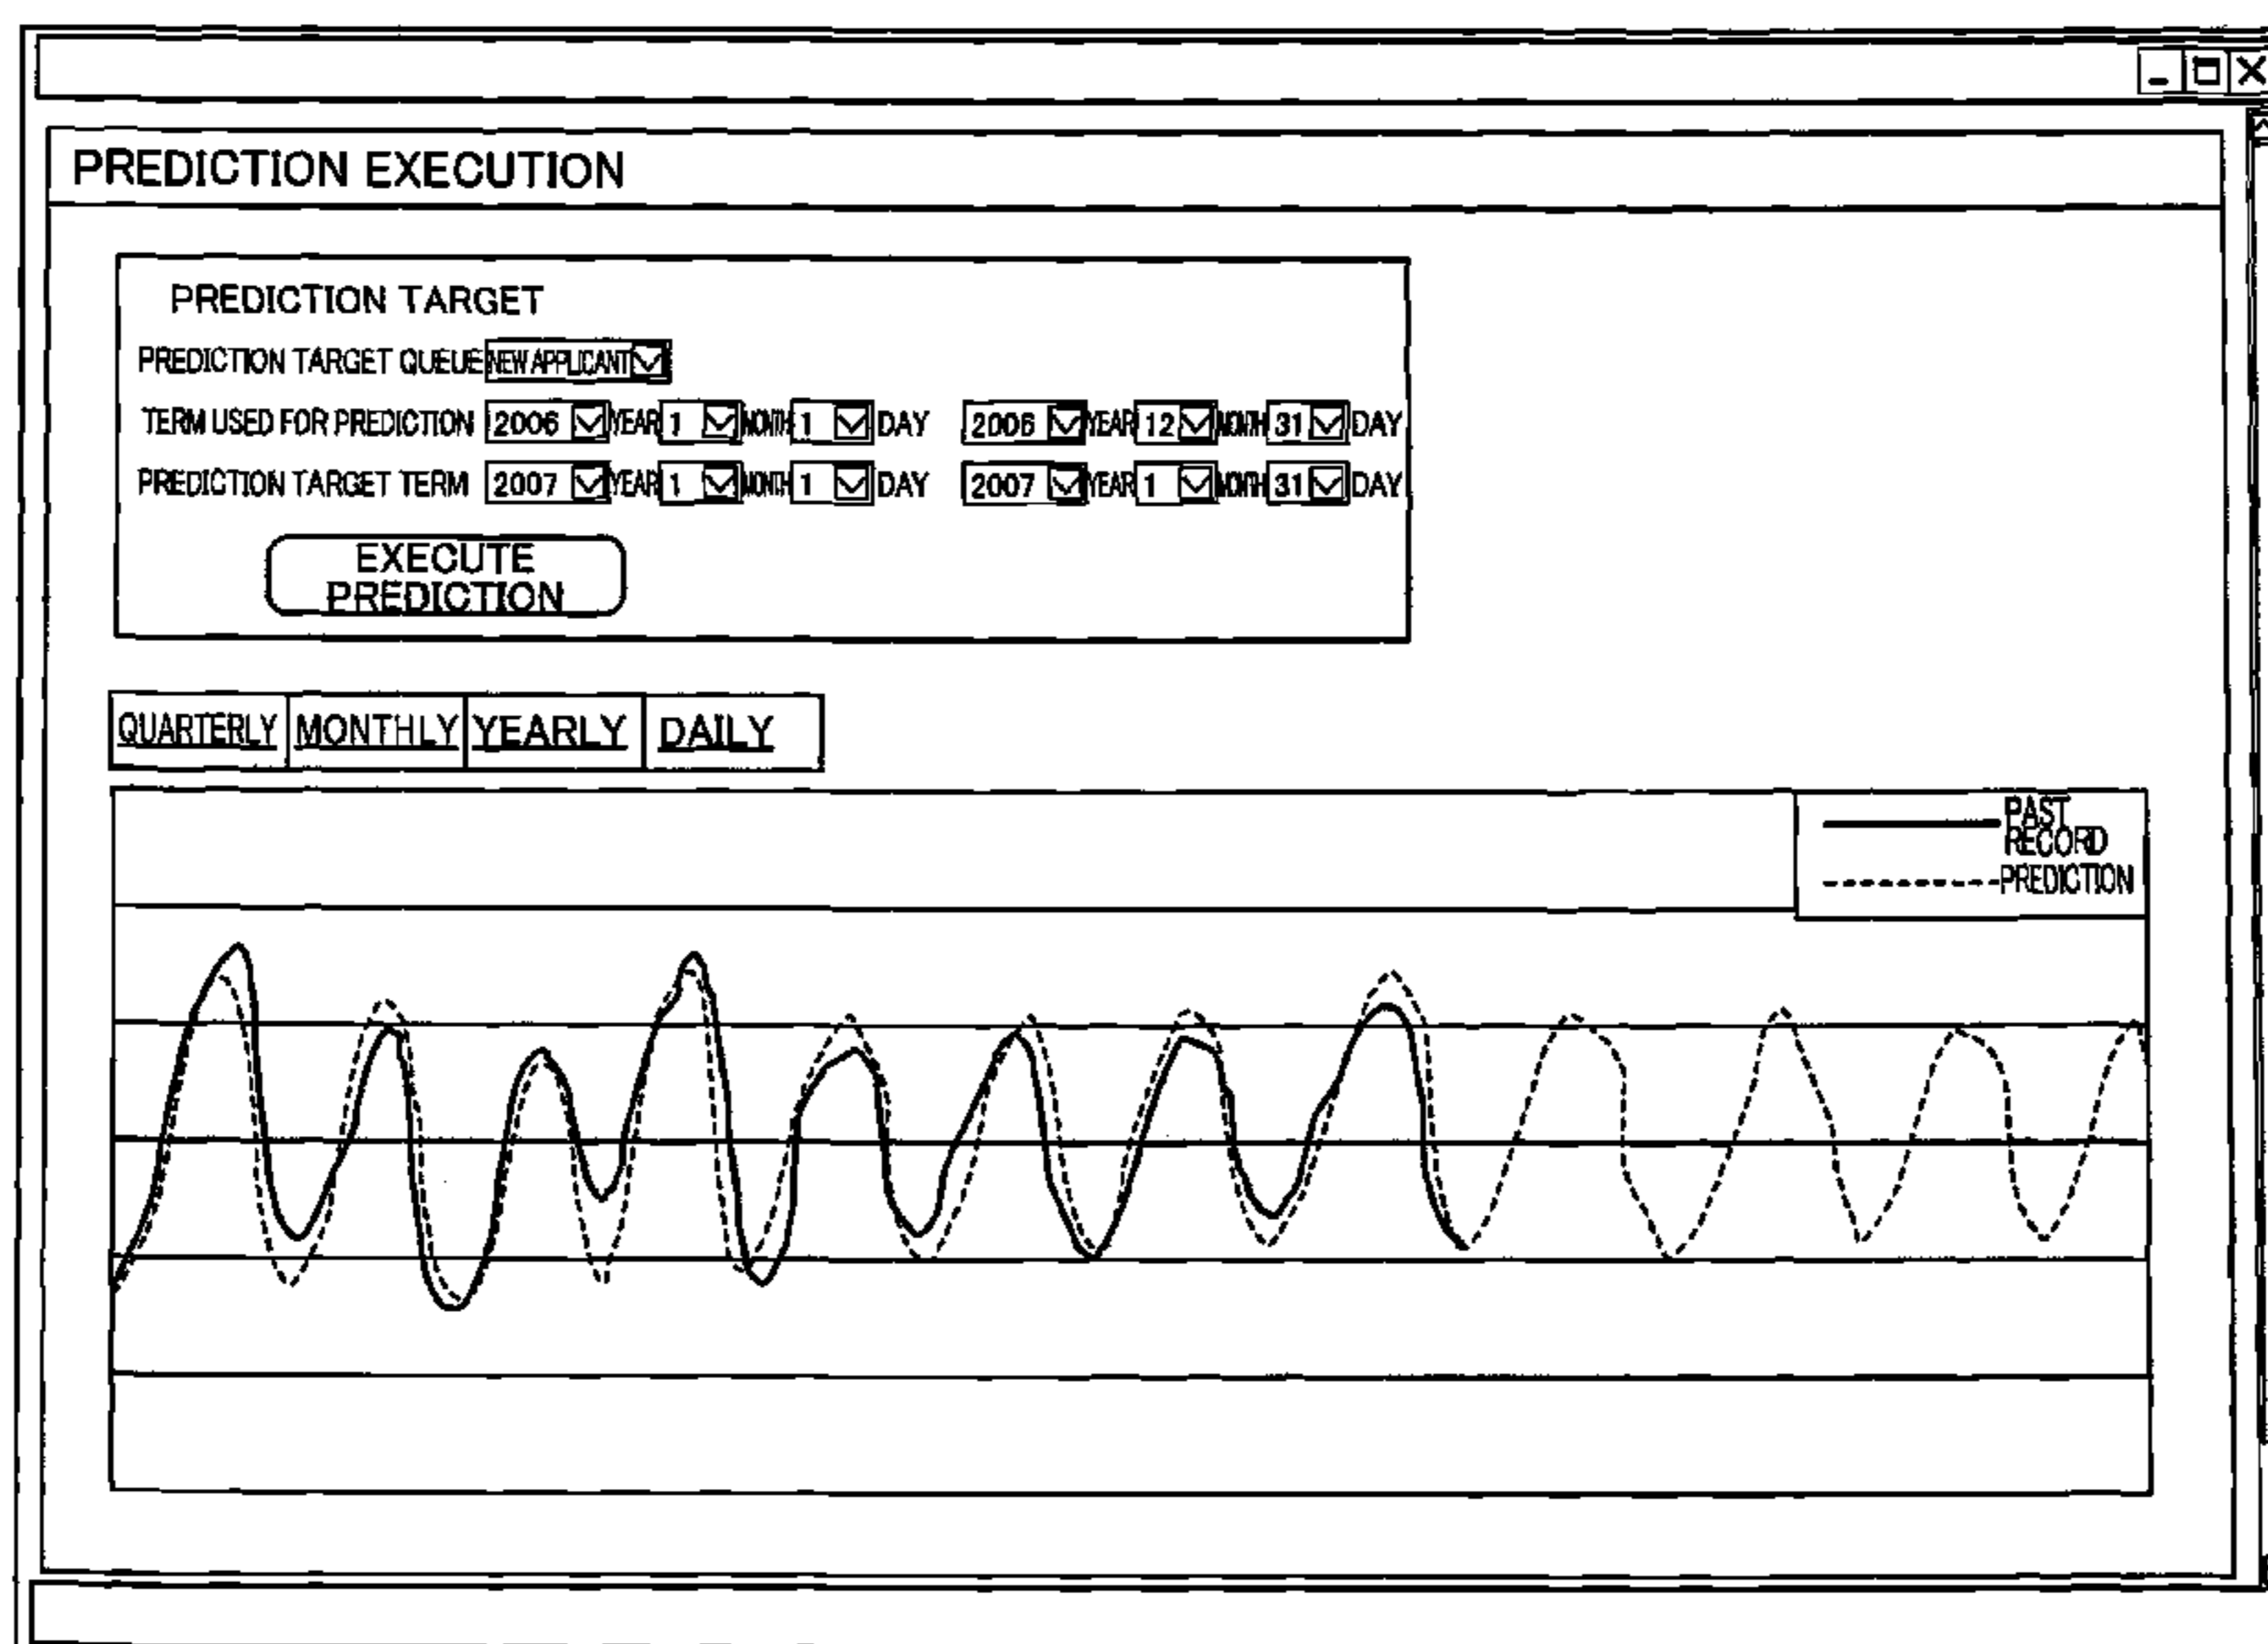 PREDICTION EXECUTION
PREDICTION TARGET
PREDICTION TARGET QUEUE NEW APPLICANT
TERM USED FOR PREDICTION 2006 YEAR 1 MONTH 1 DAY 2006 YEAR 12 MONTH 31 DAY
PREDICTION TARGET TERM 2007 YEAR 1 MONTH 1 DAY 2007 YEAR 1 MONTH 31 DAY
EXECUTE
PREDICTION
QUARTERLY MONTHLY YEARLY DAILY
PAST
RECORD
PREDICTION